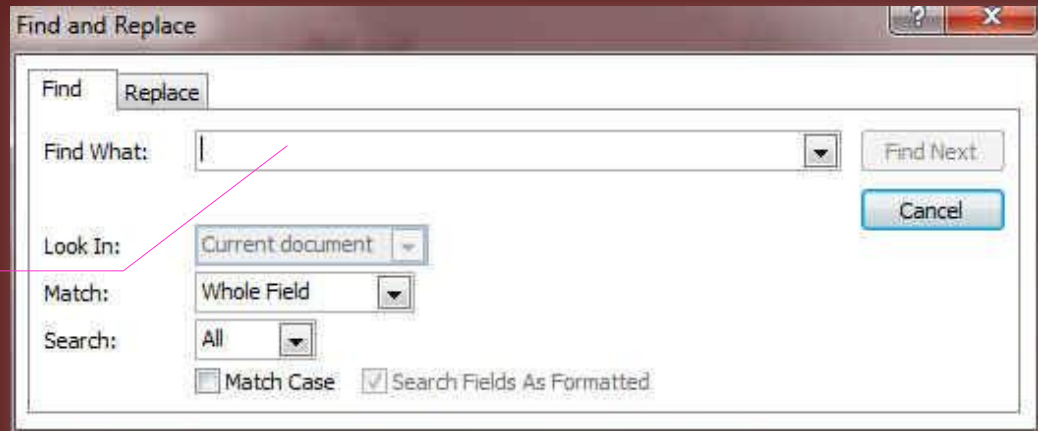 Find and Replace
Find Replace
Find What: Find Next
Cancel
Look In: Current document
Match: Whole Field
Search: All
Match Case Search Fields As Formatted